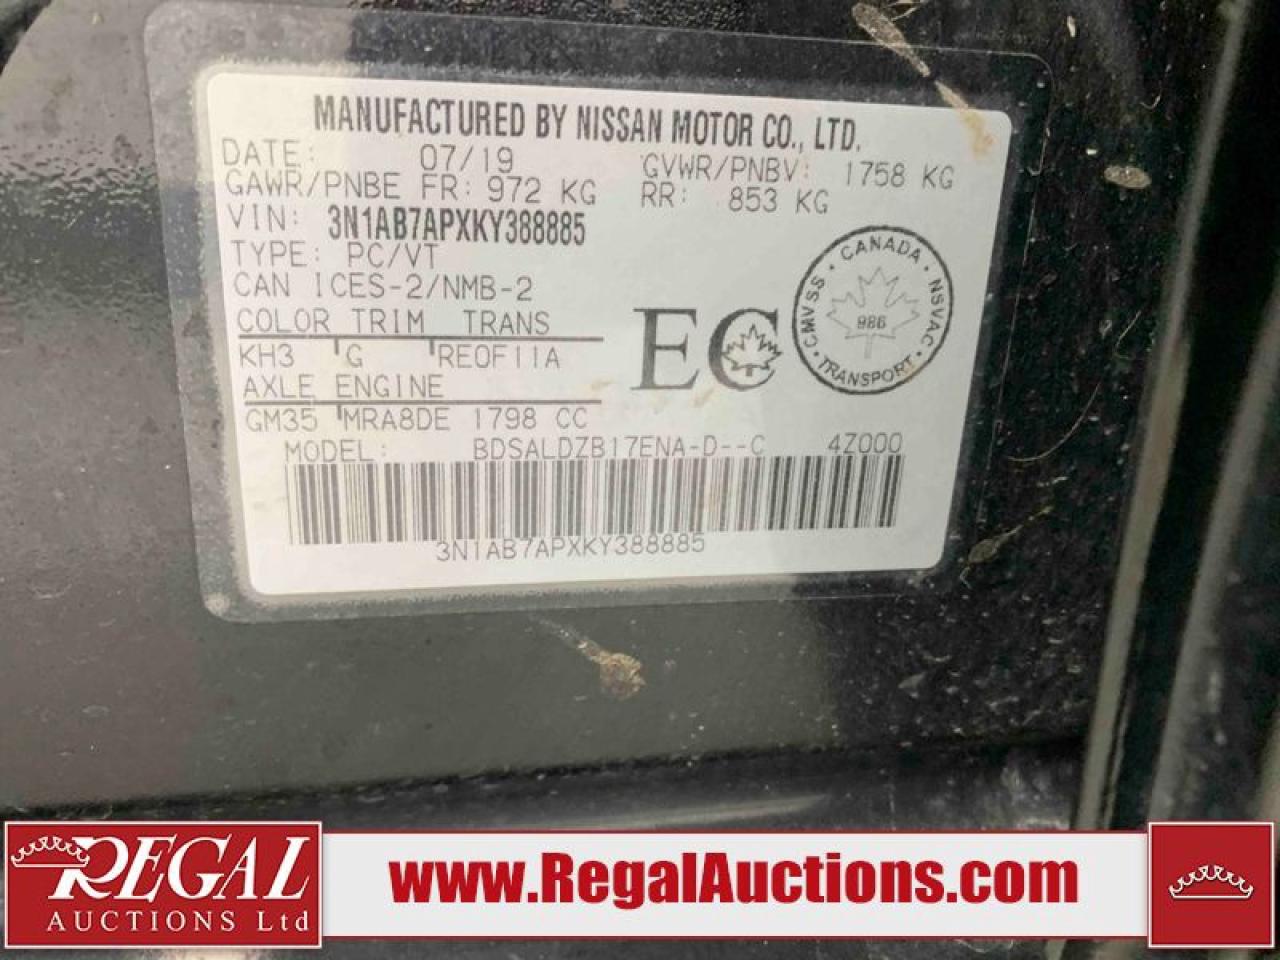 MANUFACTURED BY NISSAN MOTOR CO., LTD.
DATE: 07/19 GVWR/PNBV: 1758 KG
GAWR/PNBE FR: 972 KG RR: 853 KG
VIN: 3N1AB7APXKY388885
TYPE: PC/VT
CAN ICES-2/NMB-2
COLOR TRIM TRANS
KH3 G RE0F11A
AXLE ENGINE
GM35 MRA8DE 1798 CC
EC
CANADA
CMVSS NSVAC
986
TRANSPORT
MODEL: BDSALDZB17ENA-D--C 4Z000
3N1AB7APXKY388885
REGAL
AUCTIONS Ltd
www.RegalAuctions.com